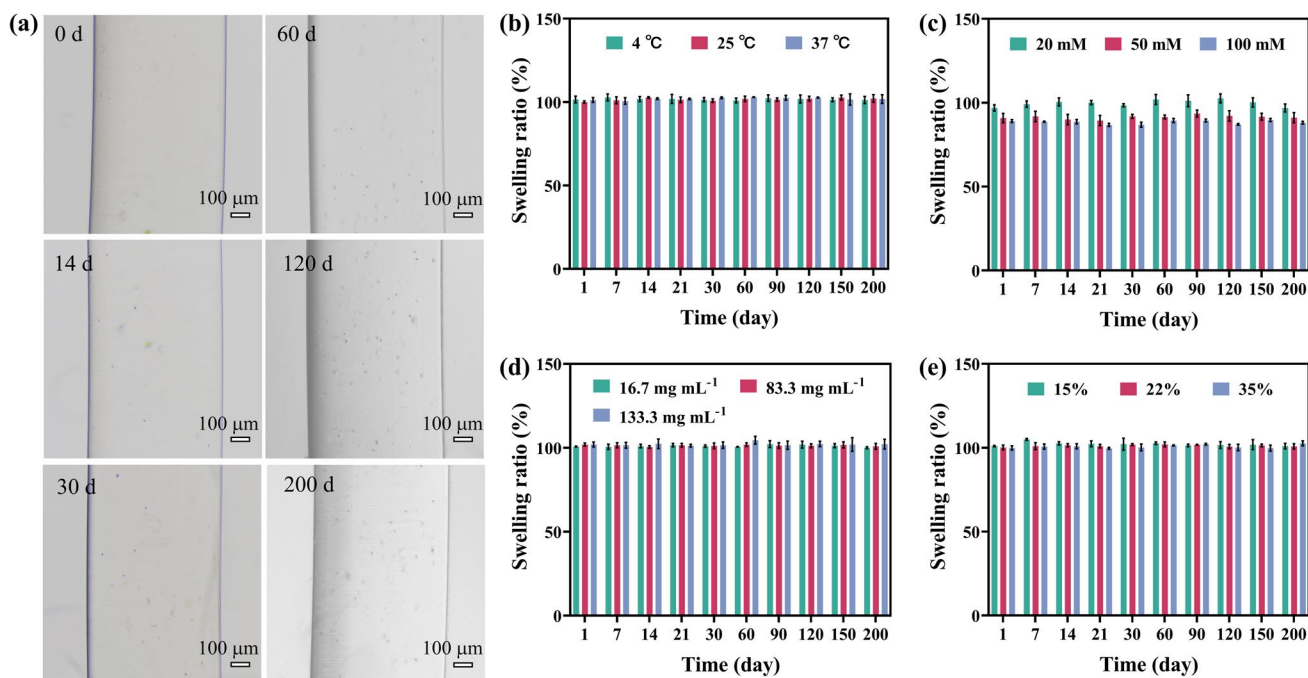 (a)
0 d
100 μm
60 d
100 μm
14 d
100 μm
120 d
100 μm
30 d
100 μm
200 d
100 μm
(b)
4 ℃ 25 ℃ 37 ℃
Swelling ratio (%)
150
100
50
0
1 7 14 21 30 60 90 120 150 200
Time (day)
(c)
20 mM 50 mM 100 mM
Swelling ratio (%)
150
100
50
0
1 7 14 21 30 60 90 120 150 200
Time (day)
(d)
16.7 mg mL⁻¹ 83.3 mg mL⁻¹
133.3 mg mL⁻¹
Swelling ratio (%)
150
100
50
0
1 7 14 21 30 60 90 120 150 200
Time (day)
(e)
15% 22% 35%
Swelling ratio (%)
150
100
50
0
1 7 14 21 30 60 90 120 150 200
Time (day)